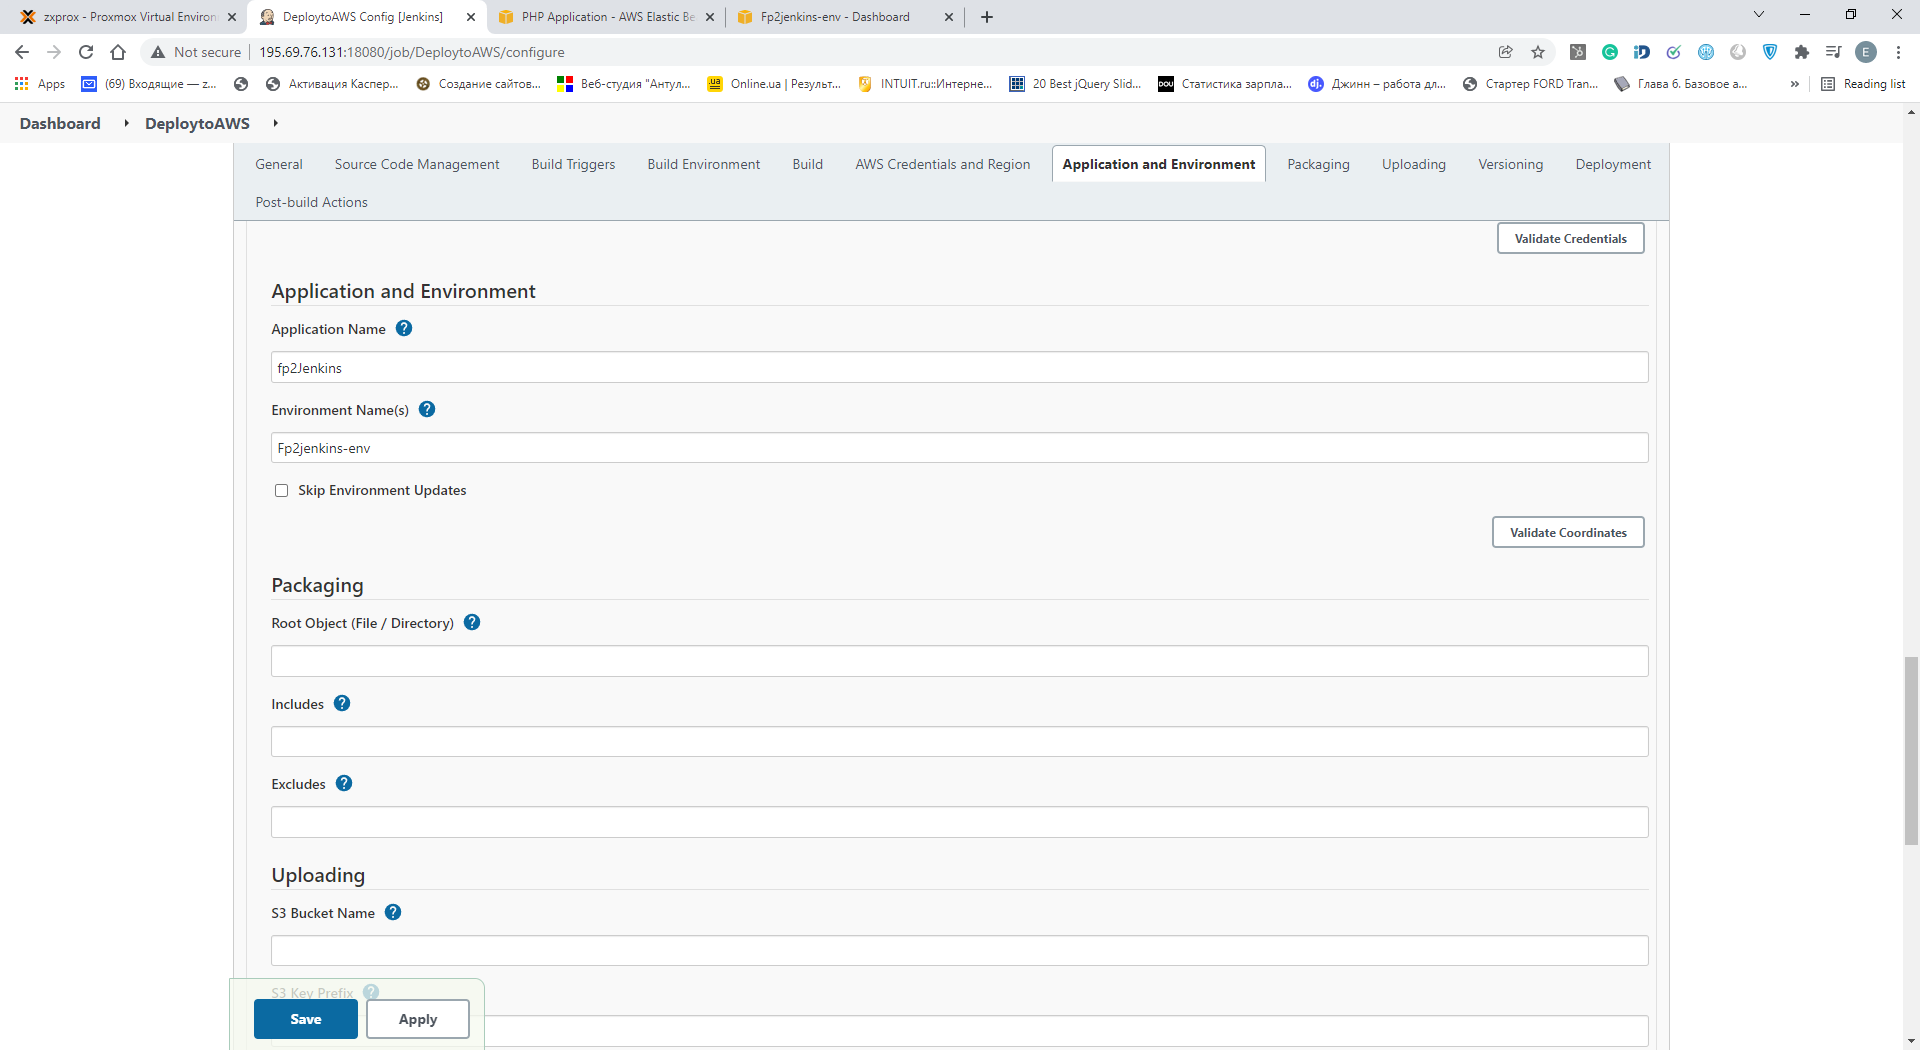 zxprox - Proxmox Virtual Environ
DeploytoAWS Config [Jenkins]
PHP Application - AWS Elastic Be
Fp2jenkins-env - Dashboard
Not secure
195.69.76.131:18080/job/DeploytoAWS/configure
E
Apps
(69) Входящие — z...
Активация Каспер...
Создание сайтов...
Веб-студия "Антул...
Online.ua | Результ...
INTUIT.ru::Интерне...
20 Best jQuery Slid...
DOU
Статистика зарпла...
dj.
Джинн – работа дл...
Стартер FORD Tran...
Глава 6. Базовое а...
»
Reading list
Dashboard
DeploytoAWS
General
Source Code Management
Build Triggers
Build Environment
Build
AWS Credentials and Region
Application and Environment
Packaging
Uploading
Versioning
Deployment
Post-build Actions
Validate Credentials
Application and Environment
Application Name ?
fp2Jenkins
Environment Name(s) ?
Fp2jenkins-env
Skip Environment Updates
Validate Coordinates
Packaging
Root Object (File / Directory) ?
Includes ?
Excludes ?
Uploading
S3 Bucket Name ?
S3 Key Prefix ?
Save
Apply